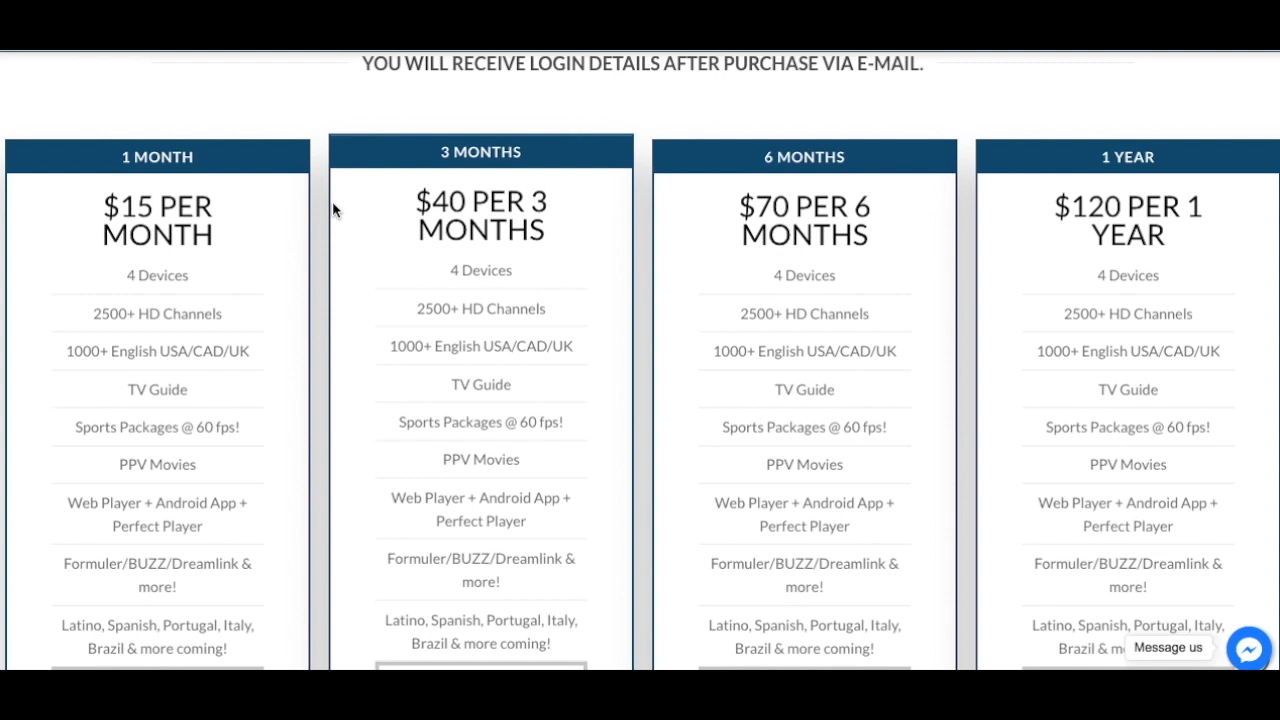 YOU WILL RECEIVE LOGIN DETAILS AFTER PURCHASE VIA E-MAIL.
1 MONTH
$15 PER
MONTH
4 Devices
2500+ HD Channels
1000+ English USA/CAD/UK
TV Guide
Sports Packages @ 60 fps!
PPV Movies
Web Player + Android App +
Perfect Player
Formuler/BUZZ/Dreamlink &
more!
Latino, Spanish, Portugal, Italy,
Brazil & more coming!
3 MONTHS
$40 PER 3
MONTHS
4 Devices
2500+ HD Channels
1000+ English USA/CAD/UK
TV Guide
Sports Packages @ 60 fps!
PPV Movies
Web Player + Android App +
Perfect Player
Formuler/BUZZ/Dreamlink &
more!
Latino, Spanish, Portugal, Italy,
Brazil & more coming!
6 MONTHS
$70 PER 6
MONTHS
4 Devices
2500+ HD Channels
1000+ English USA/CAD/UK
TV Guide
Sports Packages @ 60 fps!
PPV Movies
Web Player + Android App +
Perfect Player
Formuler/BUZZ/Dreamlink &
more!
Latino, Spanish, Portugal, Italy,
Brazil & more coming!
1 YEAR
$120 PER 1
YEAR
4 Devices
2500+ HD Channels
1000+ English USA/CAD/UK
TV Guide
Sports Packages @ 60 fps!
PPV Movies
Web Player + Android App +
Perfect Player
Formuler/BUZZ/Dreamlink &
more!
Latino, Spanish, Portugal, Italy,
Brazil &
Message us